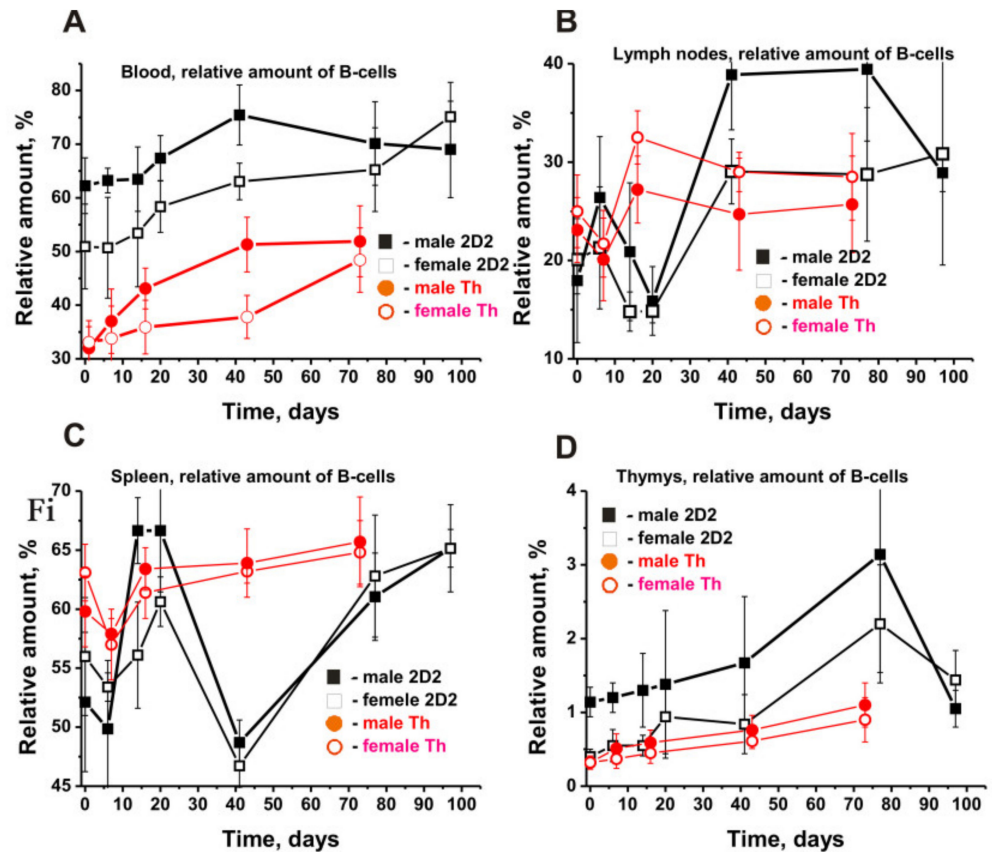 A
Blood, relative amount of B-cells
Relative amount, %
70
60
50
40
30
- male 2D2
- female 2D2
- male Th
- female Th
0 10 20 30 40 50 60 70 80 90 100
Time, days
B
Lymph nodes, relative amount of B-cells
Relative amount, %
40
30
20
10
- male 2D2
- female 2D2
- male Th
- female Th
0 10 20 30 40 50 60 70 80 90 100
Time, days
C
Spleen, relative amount of B-cells
Fi
Relative amount, %
70
65
60
55
50
45
- male 2D2
- femele 2D2
- male Th
- female Th
0 10 20 30 40 50 60 70 80 90 100
Time, days
D
Thymys, relative amount of B-cells
Relative amount, %
4
3
2
1
0
- male 2D2
- female 2D2
- male Th
- female Th
0 10 20 30 40 50 60 70 80 90 100
Time, days